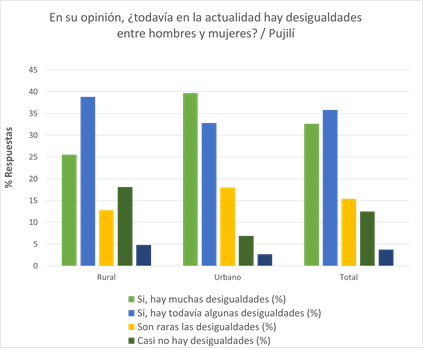 En su opinión, ¿todavía en la actualidad hay desigualdades
entre hombres y mujeres? / Pujilí
45
40
35
30
25
20
15
10
5
0
% Respuestas
Rural Urbano Total
Si, hay muchas desigualdades (%)
Si, hay todavía algunas desigualdades (%)
Son raras las desigualdades (%)
Casi no hay desigualdades (%)